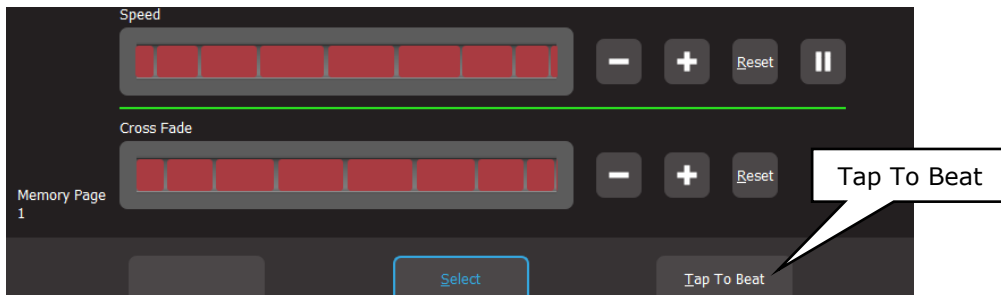 Speed
Reset
Cross Fade
Reset
Tap To Beat
Memory Page
1
Select
Tap To Beat